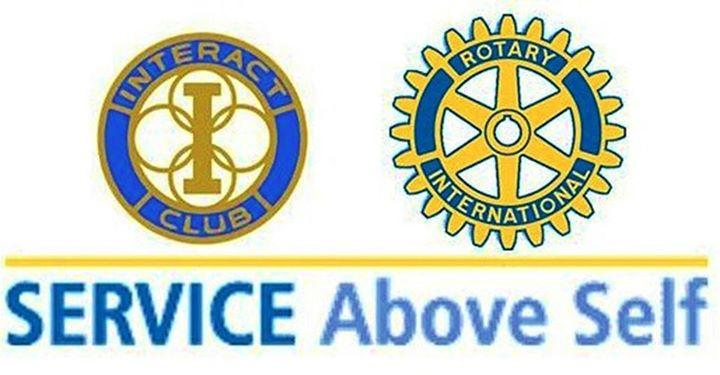 INTERACT
I
CLUB
ROTARY
INTERNATIONAL
SERVICE Above Self